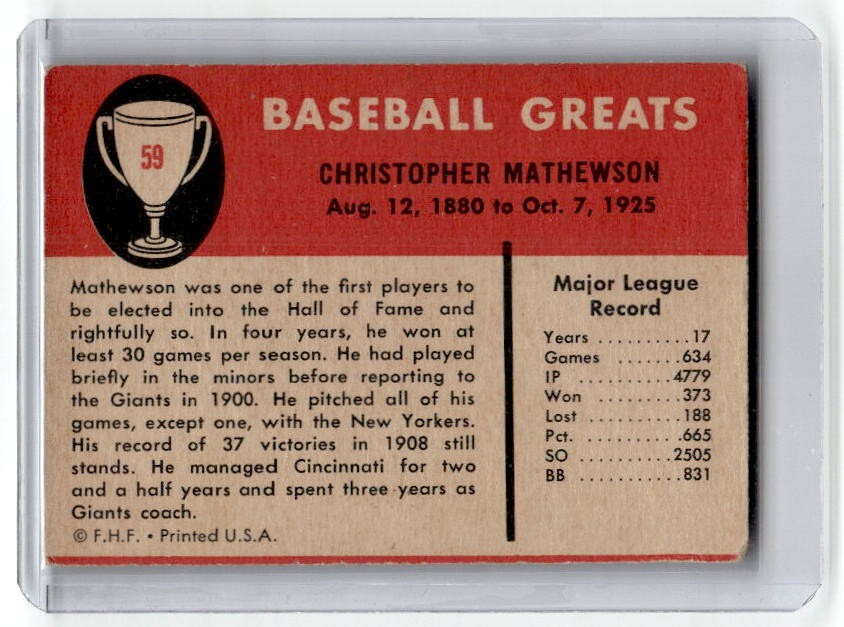 59
BASEBALL GREATS
CHRISTOPHER MATHEWSON
Aug. 12, 1880 to Oct. 7, 1925
Mathewson was one of the first players to
be elected into the Hall of Fame and
rightfully so. In four years, he won at
least 30 games per season. He had played
briefly in the minors before reporting to
the Giants in 1900. He pitched all of his
games, except one, with the New Yorkers.
His record of 37 victories in 1908 still
stands. He managed Cincinnati for two
and a half years and spent three years as
Giants coach.
© F.H.F. • Printed U.S.A.
Major League
Record
Years ..........17
Games .......634
IP .........4779
Won ........373
Lost ........188
Pct. .........665
SO .........2505
BB ..........831